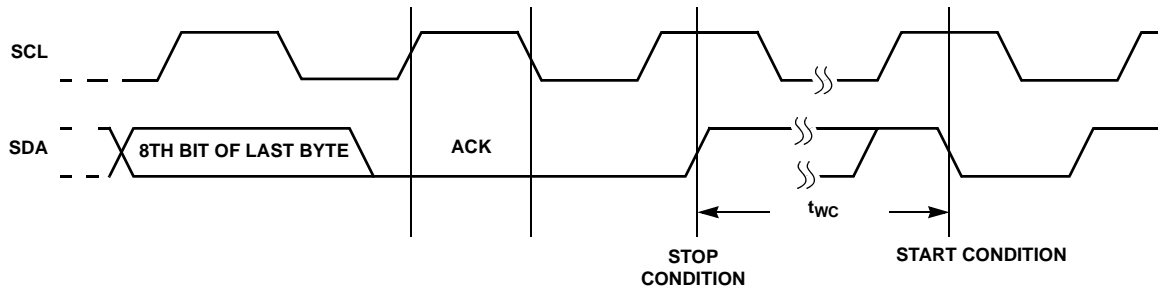 SCL
SDA
8TH BIT OF LAST BYTE
ACK
tWC
STOP
CONDITION
START CONDITION